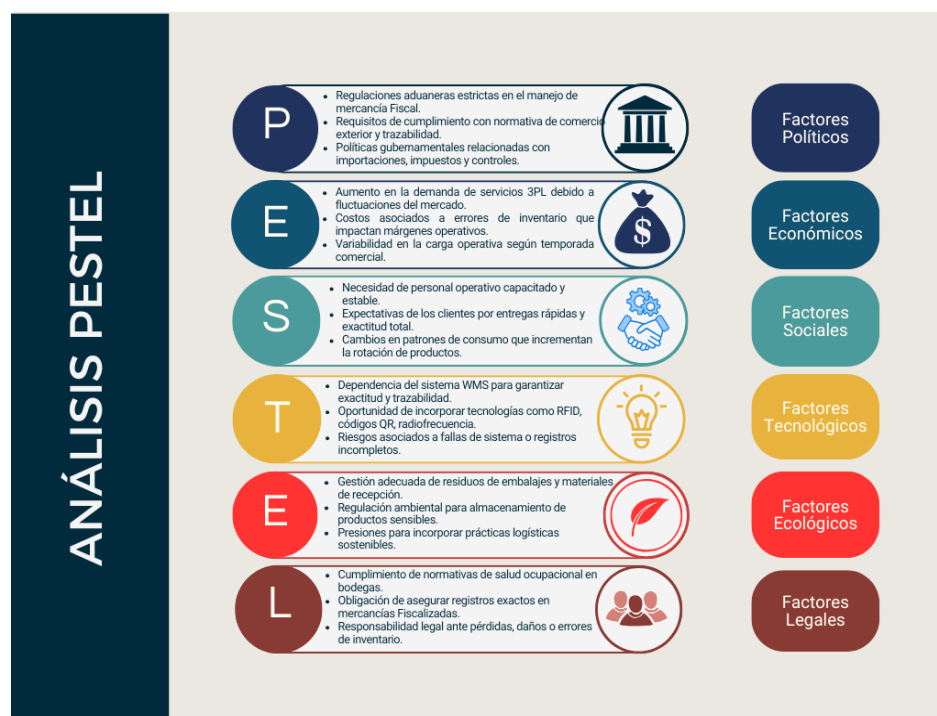 ANÁLISIS PESTEL
P
• Regulaciones aduaneras estrictas en el manejo de
mercancía Fiscal.
• Requisitos de cumplimiento con normativa de comercio
exterior y trazabilidad.
• Políticas gubernamentales relacionadas con
importaciones, impuestos y controles.
Factores
Políticos
E
• Aumento en la demanda de servicios 3PL debido a
fluctuaciones del mercado.
• Costos asociados a errores de inventario que
impactan márgenes operativos.
• Variabilidad en la carga operativa según temporada
comercial.
$
Factores
Económicos
S
• Necesidad de personal operativo capacitado y
estable.
• Expectativas de los clientes por entregas rápidas y
exactitud total.
• Cambios en patrones de consumo que incrementan
la rotación de productos.
Factores
Sociales
T
• Dependencia del sistema WMS para garantizar
exactitud y trazabilidad.
• Oportunidad de incorporar tecnologías como RFID,
códigos QR, radiofrecuencia.
• Riesgos asociados a fallas de sistema o registros
incompletos.
Factores
Tecnológicos
E
• Gestión adecuada de residuos de embalajes y materiales
de recepción.
• Regulación ambiental para almacenamiento de
productos sensibles.
• Presiones para incorporar prácticas logísticas
sostenibles.
Factores
Ecológicos
L
• Cumplimiento de normativas de salud ocupacional en
bodegas.
• Obligación de asegurar registros exactos en
mercancías Fiscalizadas.
• Responsabilidad legal ante pérdidas, daños o errores
de inventario.
Factores
Legales